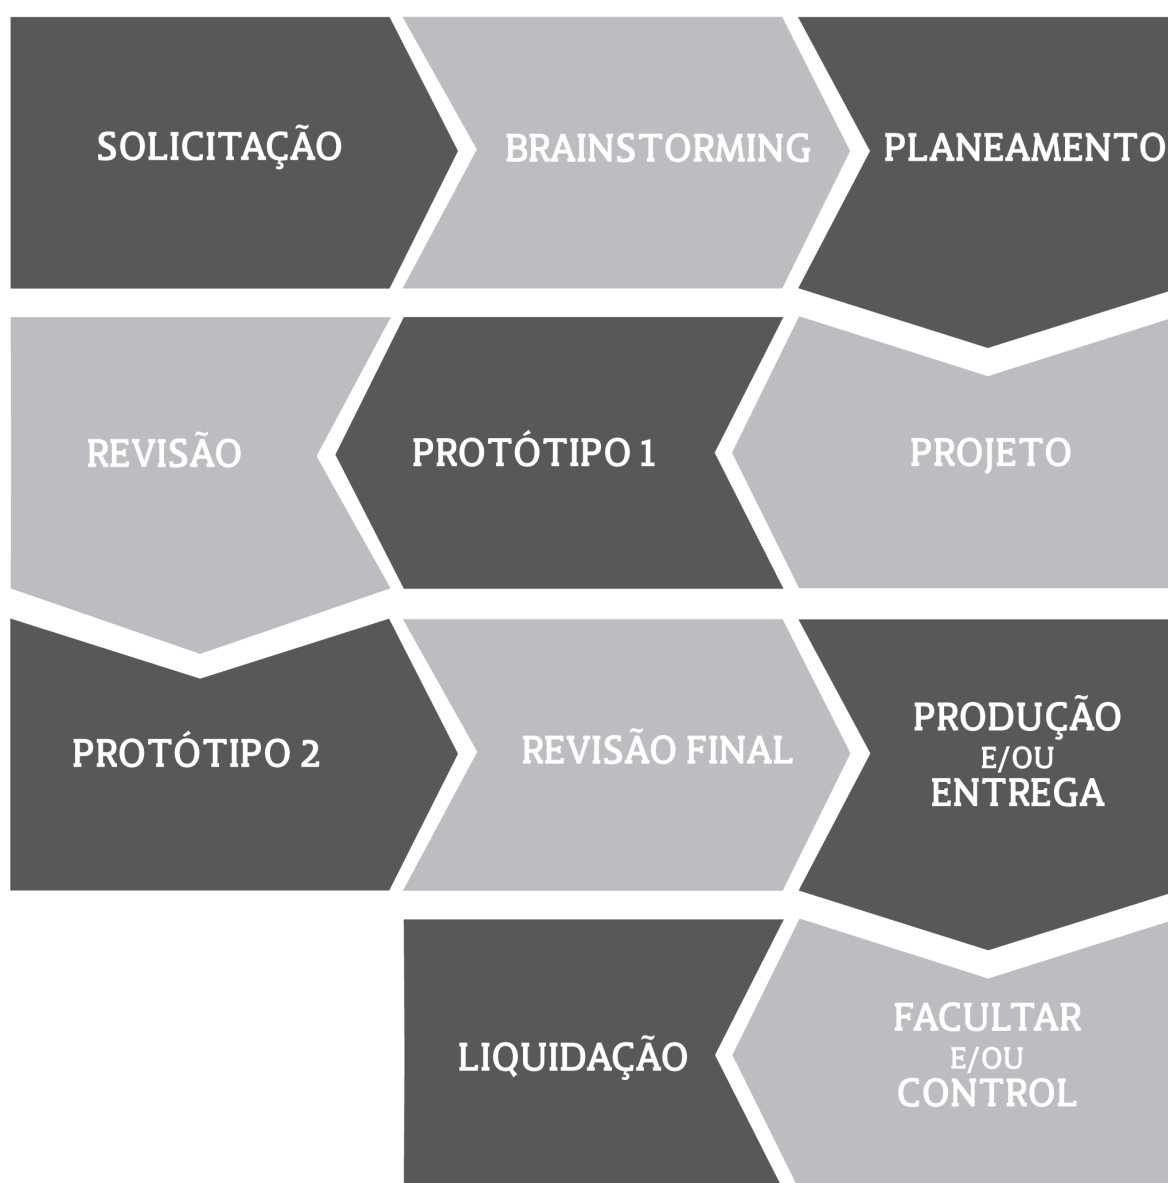 SOLICITAÇÃO
BRAINSTORMING
PLANEAMENTO
REVISÃO
PROTÓTIPO 1
PROJETO
PROTÓTIPO 2
REVISÃO FINAL
PRODUÇÃO
E/OU
ENTREGA
LIQUIDAÇÃO
FACULTAR
E/OU
CONTROL